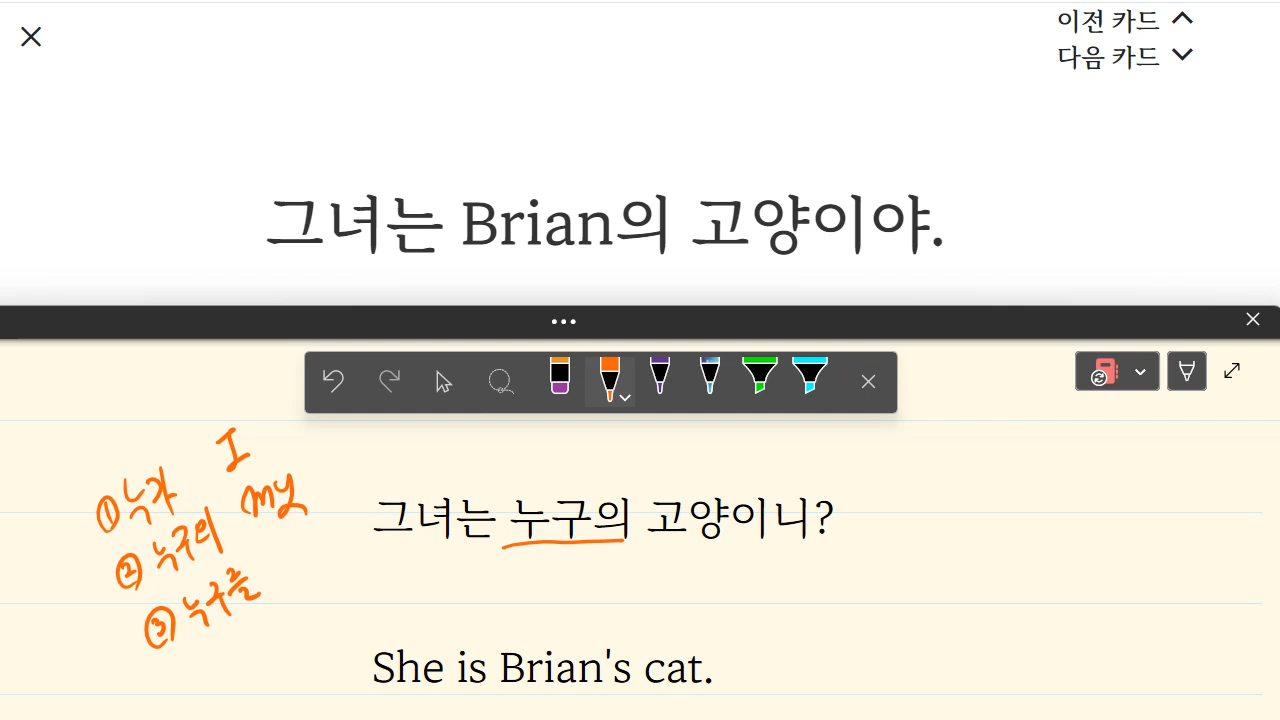 이전 카드
다음 카드
그녀는 Brian의 고양이야.
I
my
①누가
②누구의
③누구를
그녀는 누구의 고양이니?
She is Brian's cat.